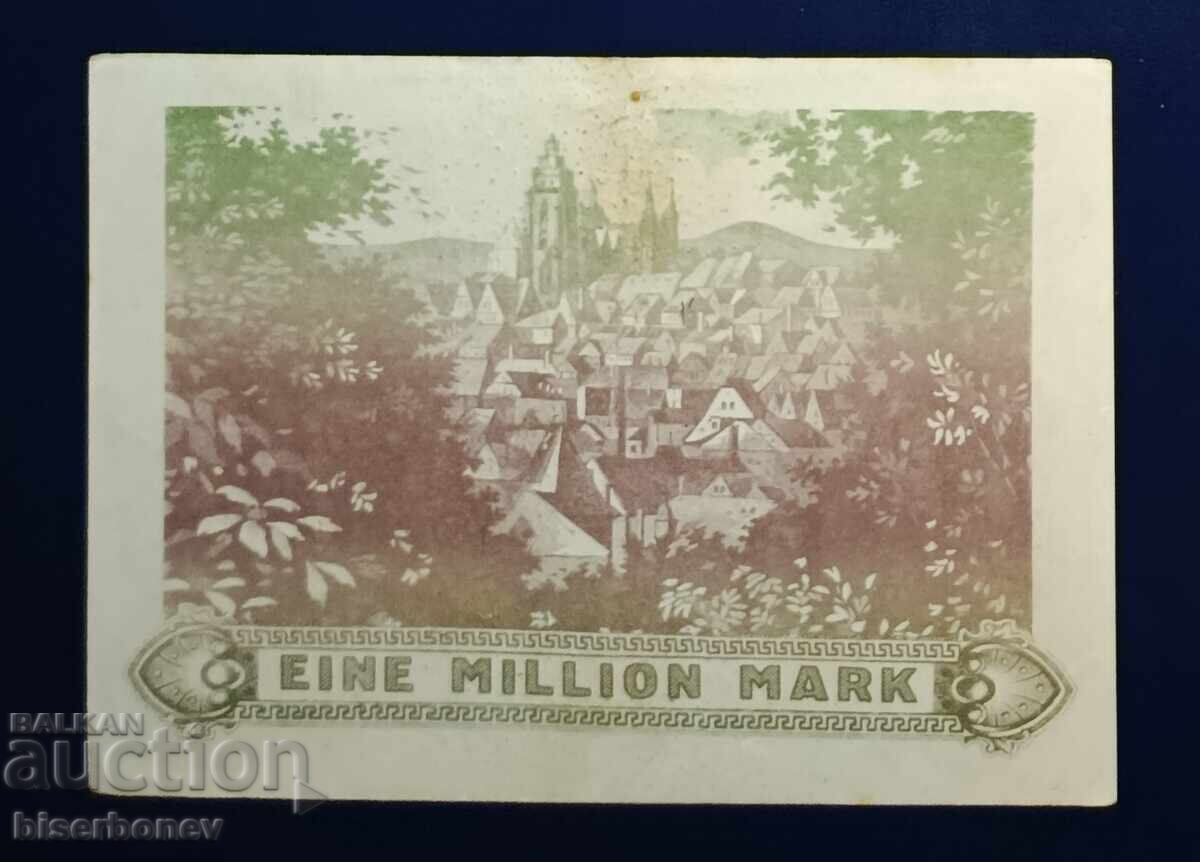 EINE MILLION MARK
BALKAN
auction
biserbonev